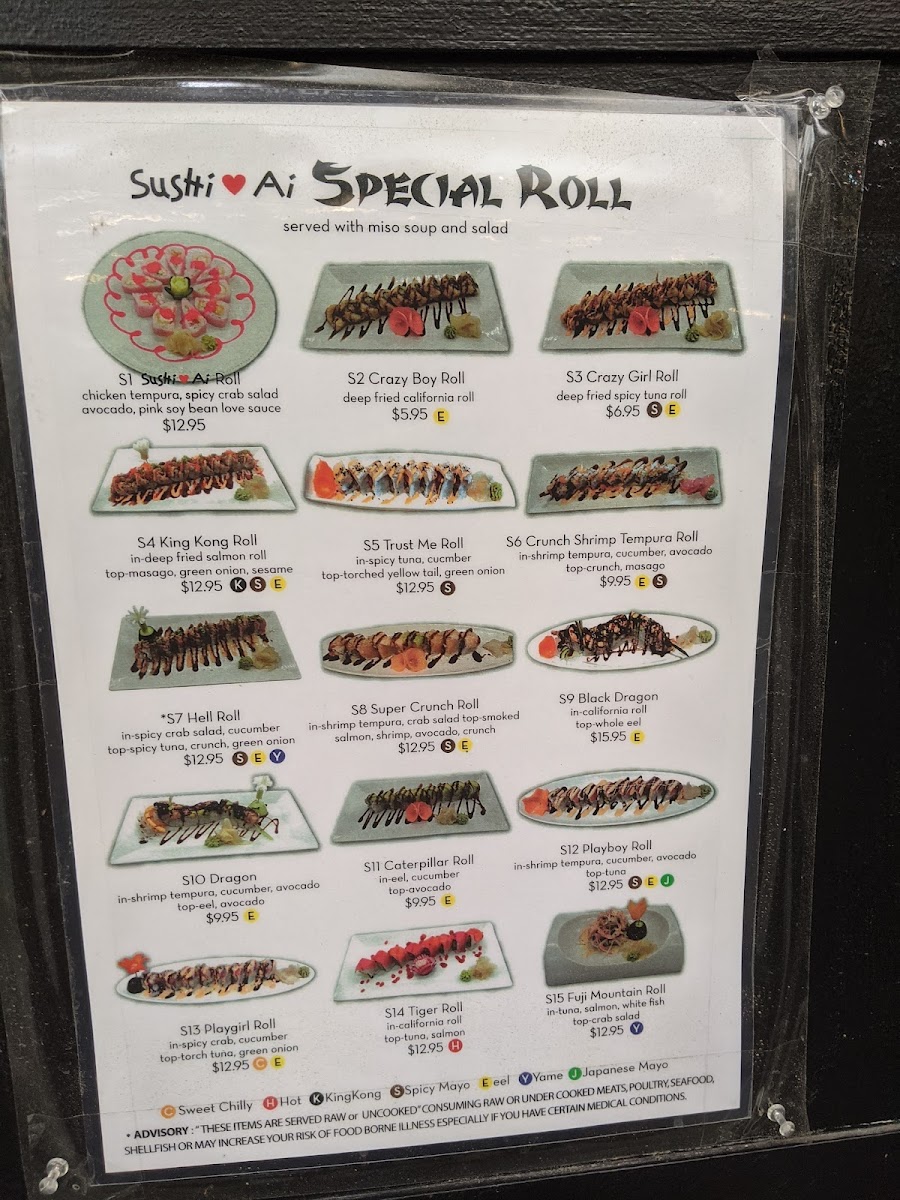 Sushi ♥ Ai SPECIAL ROLL
served with miso soup and salad
S1 Sushi ♥ Ai Roll
chicken tempura, spicy crab salad
avocado, pink soy bean love sauce
$12.95
S2 Crazy Boy Roll
deep fried california roll
$5.95 E
S3 Crazy Girl Roll
deep fried spicy tuna roll
$6.95 S E
S4 King Kong Roll
in-deep fried salmon roll
top-masago, green onion, sesame
$12.95 K S E
S5 Trust Me Roll
in-spicy tuna, cucmber
top-torched yellow tail, green onion
$12.95 S
S6 Crunch Shrimp Tempura Roll
in-shrimp tempura, cucumber, avocado
top-crunch, masago
$9.95 E S
*S7 Hell Roll
in-spicy crab salad, cucumber
top-spicy tuna, crunch, green onion
$12.95 S E Y
S8 Super Crunch Roll
in-shrimp tempura, crab salad top-smoked
salmon, shrimp, avocado, crunch
$12.95 S E
S9 Black Dragon
in-california roll
top-whole eel
$15.95 E
S10 Dragon
in-shrimp tempura, cucumber, avocado
top-eel, avocado
$9.95 E
S11 Caterpillar Roll
in-eel, cucumber
top-avocado
$9.95 E
S12 Playboy Roll
in-shrimp tempura, cucumber, avocado
top-tuna
$12.95 S E J
S13 Playgirl Roll
in-spicy crab, cucumber
top-torch tuna, green onion
$12.95 C E
S14 Tiger Roll
in-california roll
top-tuna, salmon
$12.95 H
S15 Fuji Mountain Roll
in-tuna, salmon, white fish
top-crab salad
$12.95 Y
C Sweet Chilly H Hot K KingKong S Spicy Mayo E eel Y Yame J Japanese Mayo
• ADVISORY : "THESE ITEMS ARE SERVED RAW or UNCOOKED" CONSUMING RAW OR UNDER COOKED MEATS, POULTRY, SEAFOOD,
SHELLFISH OR MAY INCREASE YOUR RISK OF FOOD BORNE ILLNESS ESPECIALLY IF YOU HAVE CERTAIN MEDICAL CONDITIONS.